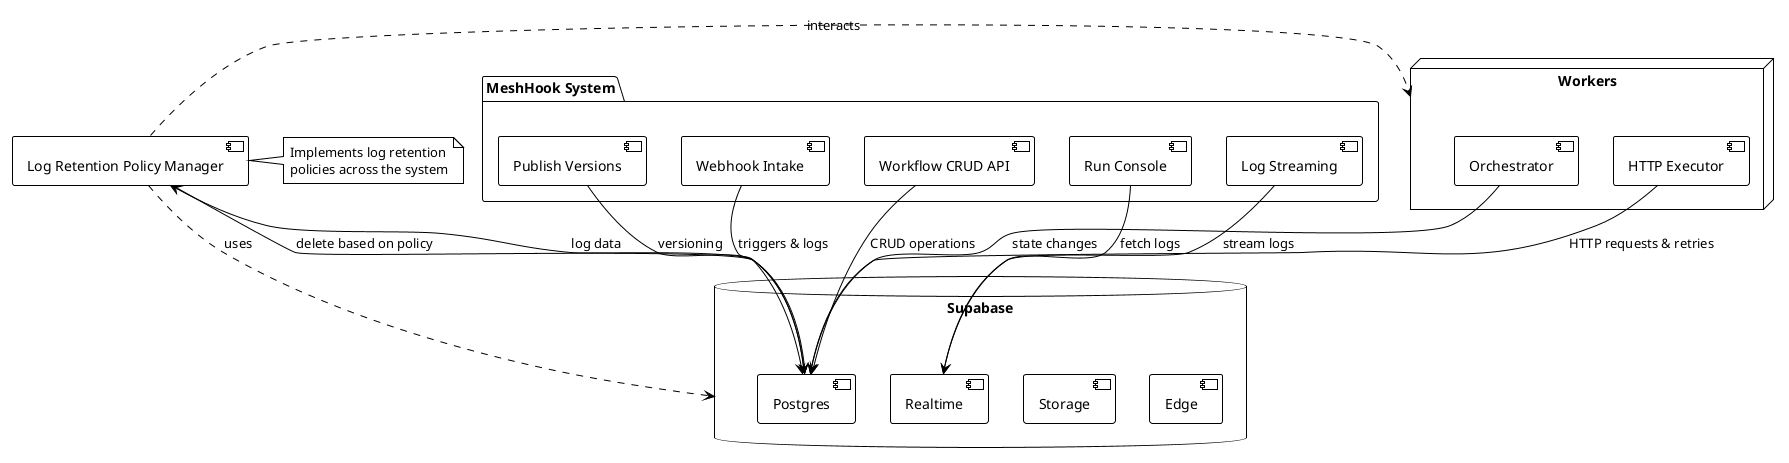 interacts
Workers
MeshHook System
Log Retention Policy Manager
Implements log retention
policies across the system
Publish Versions
Webhook Intake
Workflow CRUD API
Run Console
Log Streaming
Orchestrator
HTTP Executor
uses
delete based on policy
log data
versioning
triggers & logs
CRUD operations
state changes
fetch logs
stream logs
HTTP requests & retries
Supabase
Postgres
Realtime
Storage
Edge